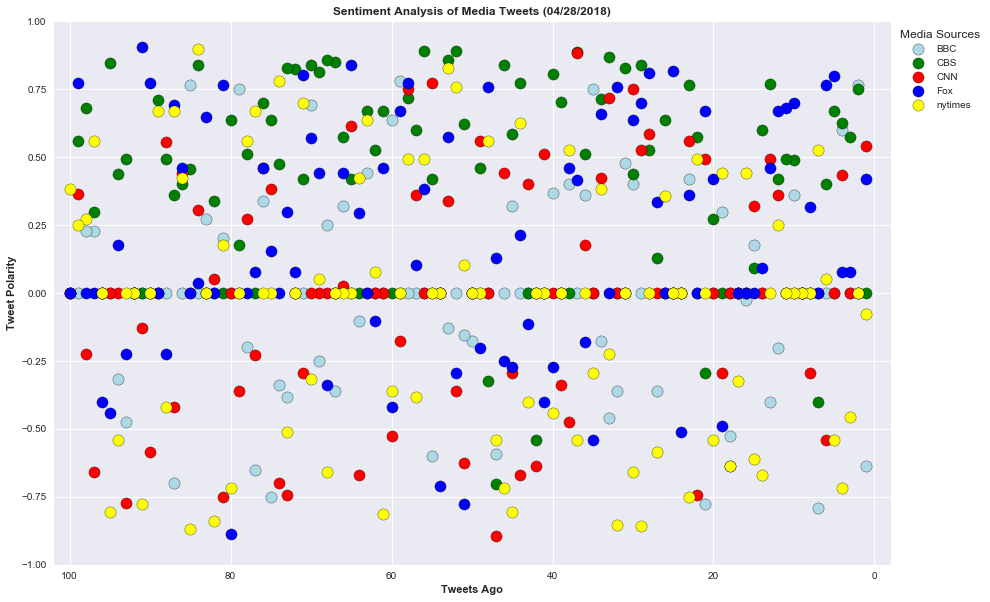 Sentiment Analysis of Media Tweets (04/28/2018)
Media Sources
BBC
CBS
CNN
Fox
nytimes
1.00
0.75
0.50
0.25
0.00
−0.25
−0.50
−0.75
−1.00
Tweet Polarity
100
80
60
40
20
0
Tweets Ago